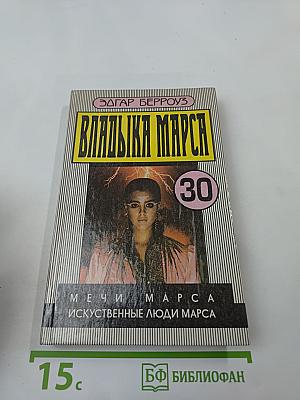 ЭДГАР БЕРРОУЗ
ВЛАДЫКА МАРСА
30
МЕЧИ МАРСА
ИСКУСТВЕННЫЕ ЛЮДИ МАРСА
15с
БФ БИБЛИОФАН